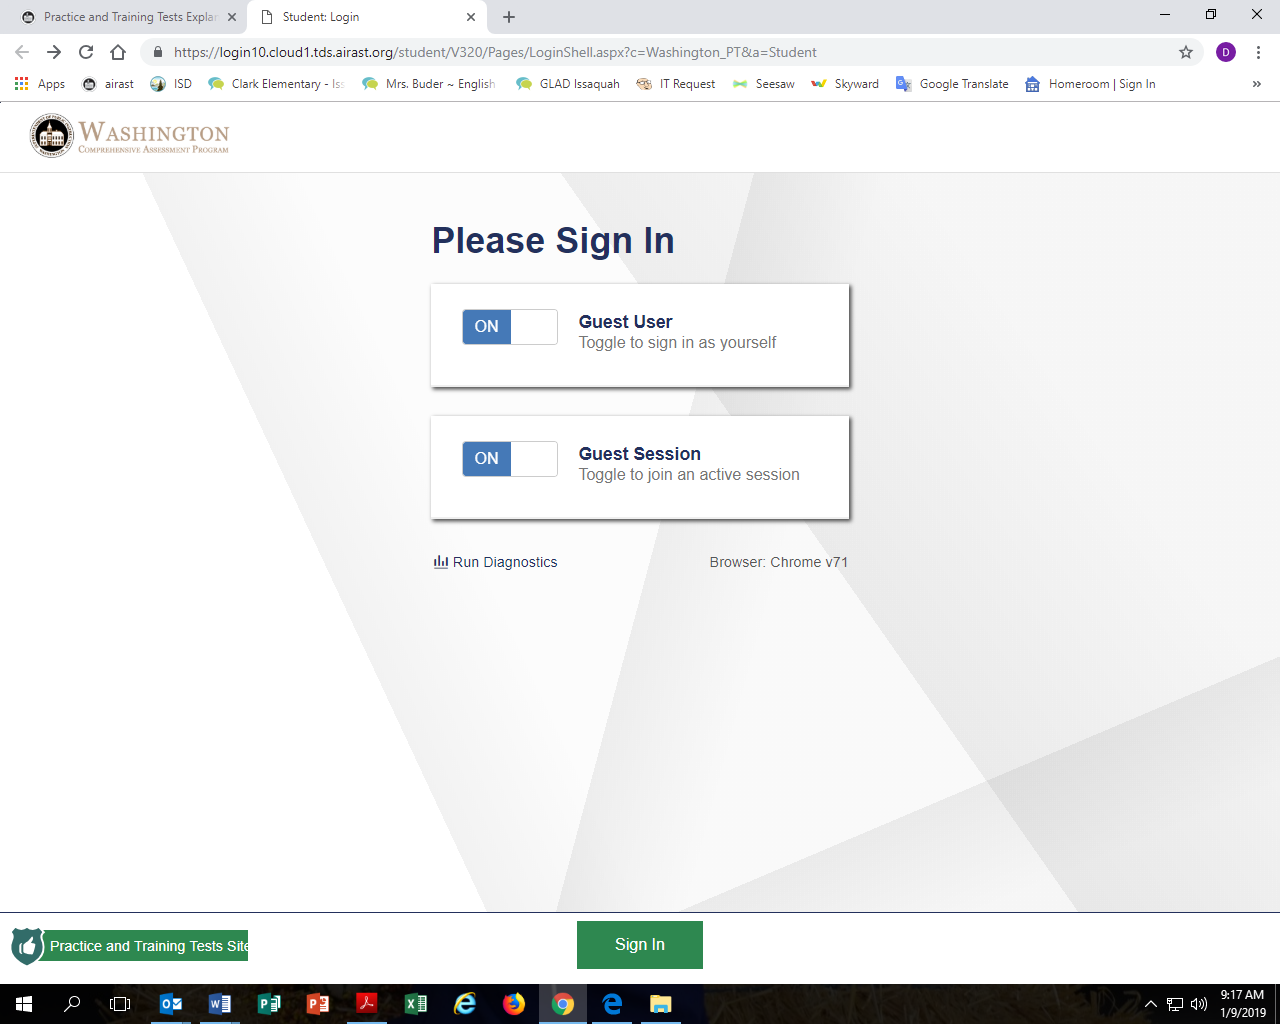 Practice and Training Tests Explai
Student: Login
https://login10.cloud1.tds.airast.org/student/V320/Pages/LoginShell.aspx?c=Washington_PT&a=Student
D
Apps airast ISD Clark Elementary - Iss Mrs. Buder ~ English GLAD Issaquah IT Request Seesaw Skyward Google Translate Homeroom | Sign In »
WASHINGTON
COMPREHENSIVE ASSESSMENT PROGRAM
Please Sign In
ON
Guest User
Toggle to sign in as yourself
ON
Guest Session
Toggle to join an active session
Run Diagnostics
Browser: Chrome v71
Practice and Training Tests Site
Sign In
9:17 AM
1/9/2019